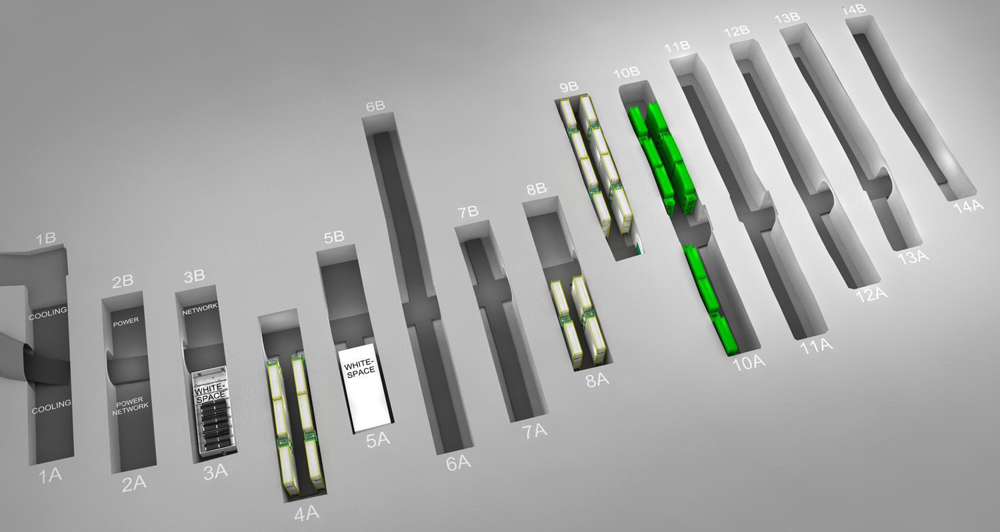 14B
13B
12B
11B
10B
9B
6B
8B
7B
1B
5B
3B
2B
COOLING
POWER
NETWORK
14A
13A
12A
11A
10A
WHITE-
SPACE
8A
WHITE-
SPACE
COOLING
POWER
NETWORK
7A
5A
6A
3A
1A
2A
4A